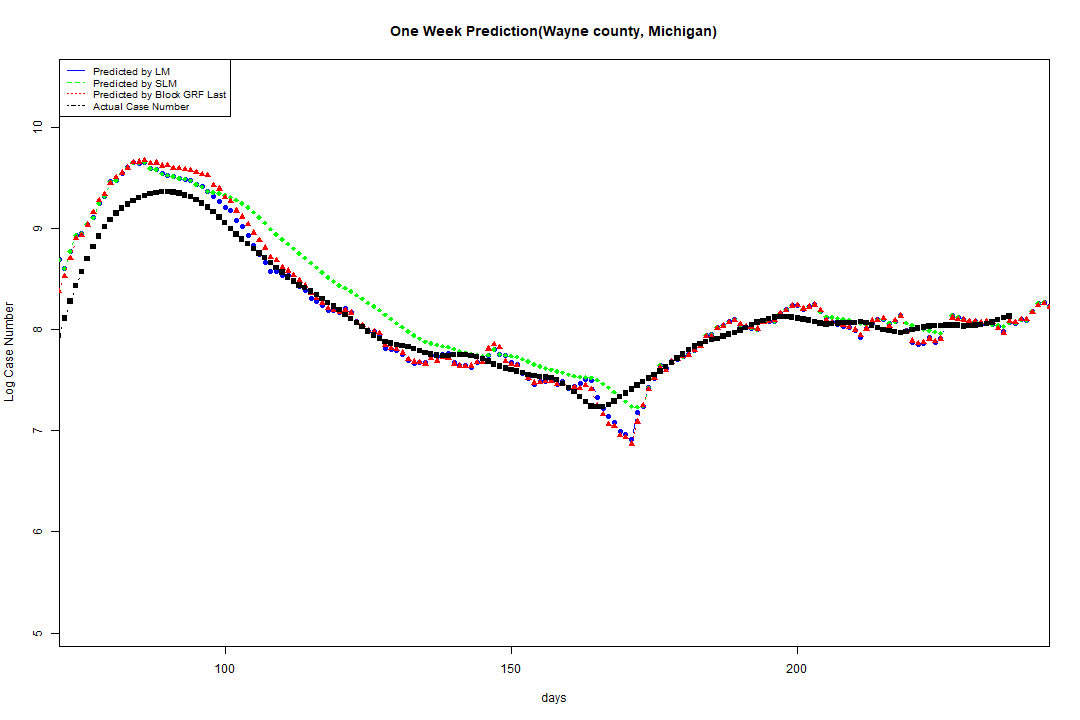 One Week Prediction(Wayne county, Michigan)
Predicted by LM
Predicted by SLM
Predicted by Block GRF Last
Actual Case Number
10
9
8
7
6
5
Log Case Number
100
150
200
days